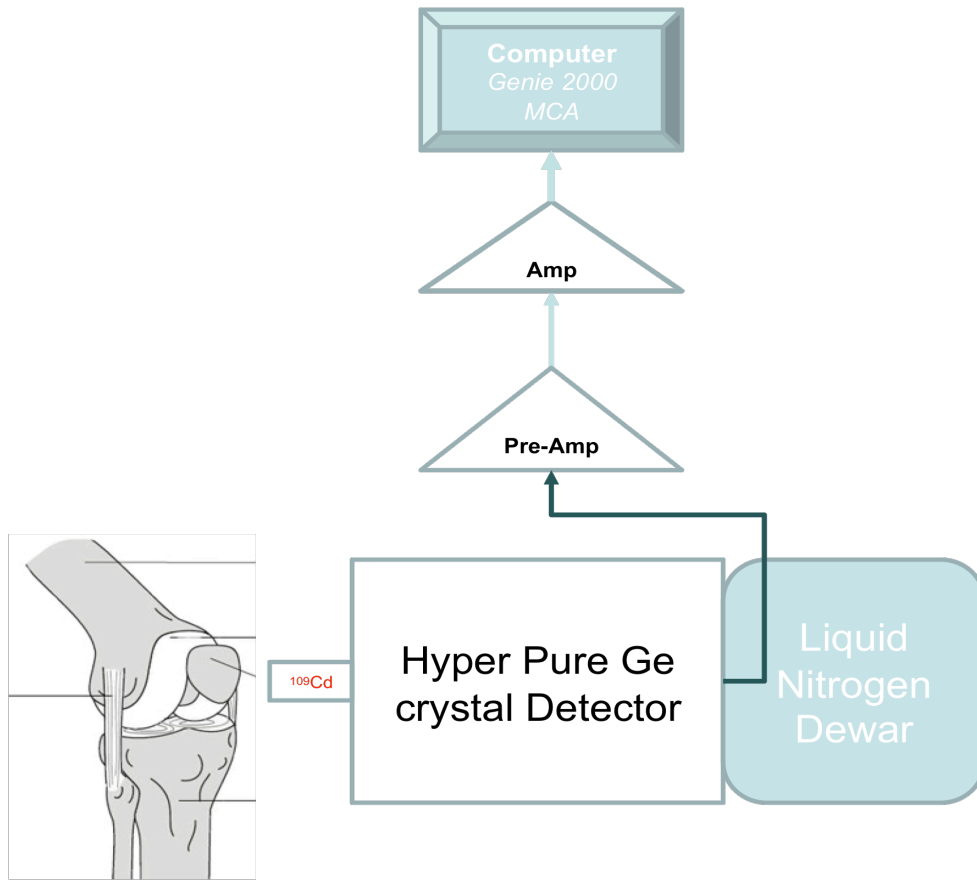 Computer
Genie 2000
MCA
Amp
Pre-Amp
¹⁰⁹Cd
Hyper Pure Ge
crystal Detector
Liquid
Nitrogen
Dewar